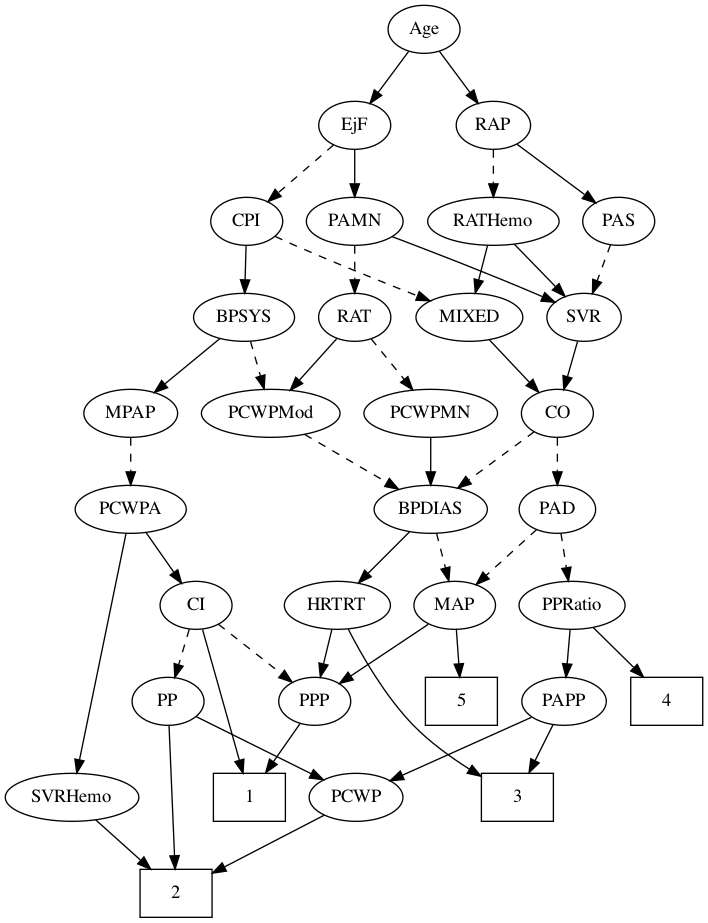 Age
EjF
RAP
CPI
PAMN
RATHemo
PAS
BPSYS
RAT
MIXED
SVR
MPAP
PCWPMod
PCWPMN
CO
PCWPA
BPDIAS
PAD
CI
HRTRT
MAP
PPRatio
PP
PPP
5
PAPP
4
SVRHemo
1
PCWP
3
2